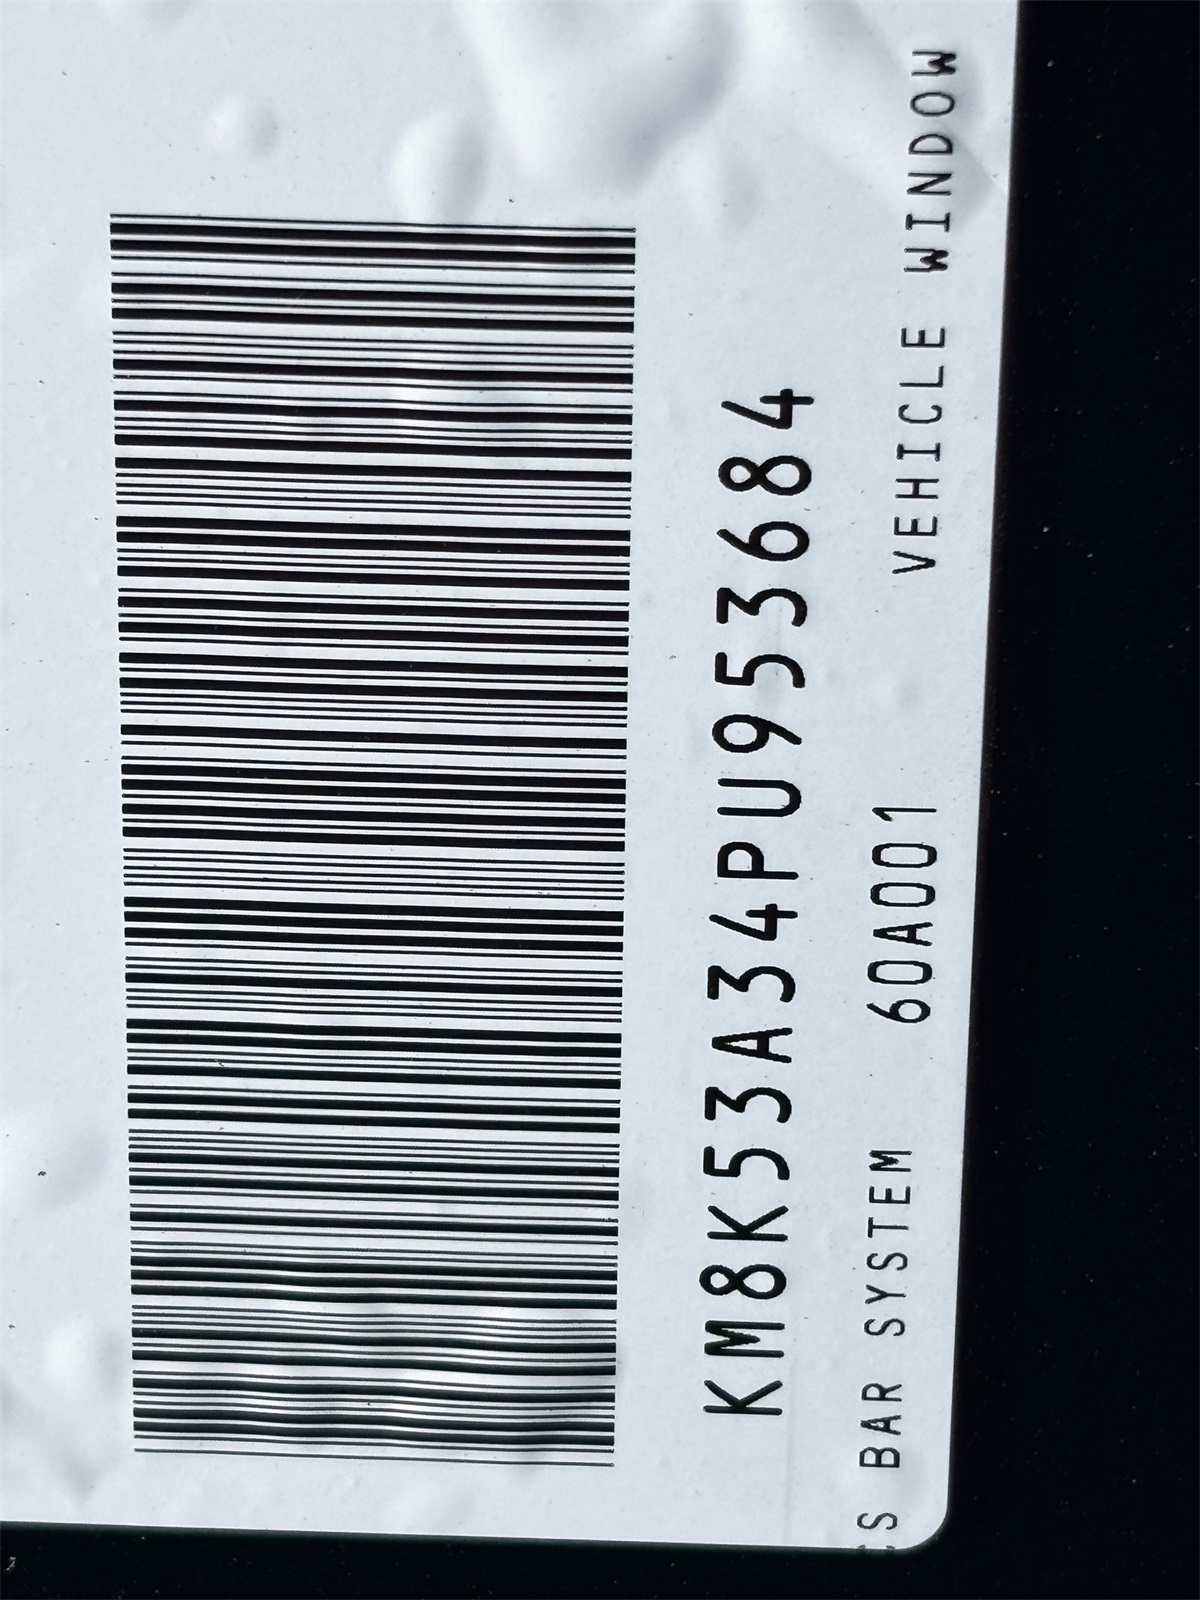 KM8K53A34PU953684
S BAR SYSTEM 60A001 VEHICLE WINDOW